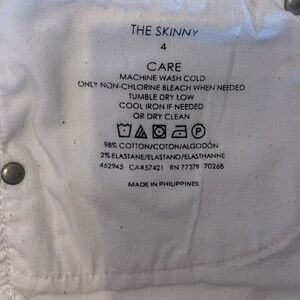 THE SKINNY
4
CARE
MACHINE WASH COLD
ONLY NON-CHLORINE BLEACH WHEN NEEDED
TUMBLE DRY LOW
COOL IRON IF NEEDED
OR DRY CLEAN
P
98% COTTON/COTON/ALGODÓN
2% ELASTANE/ELASTANO/ELASTHANNE
462945 CA#57421 RN 77379 70268
MADE IN PHILIPPINES